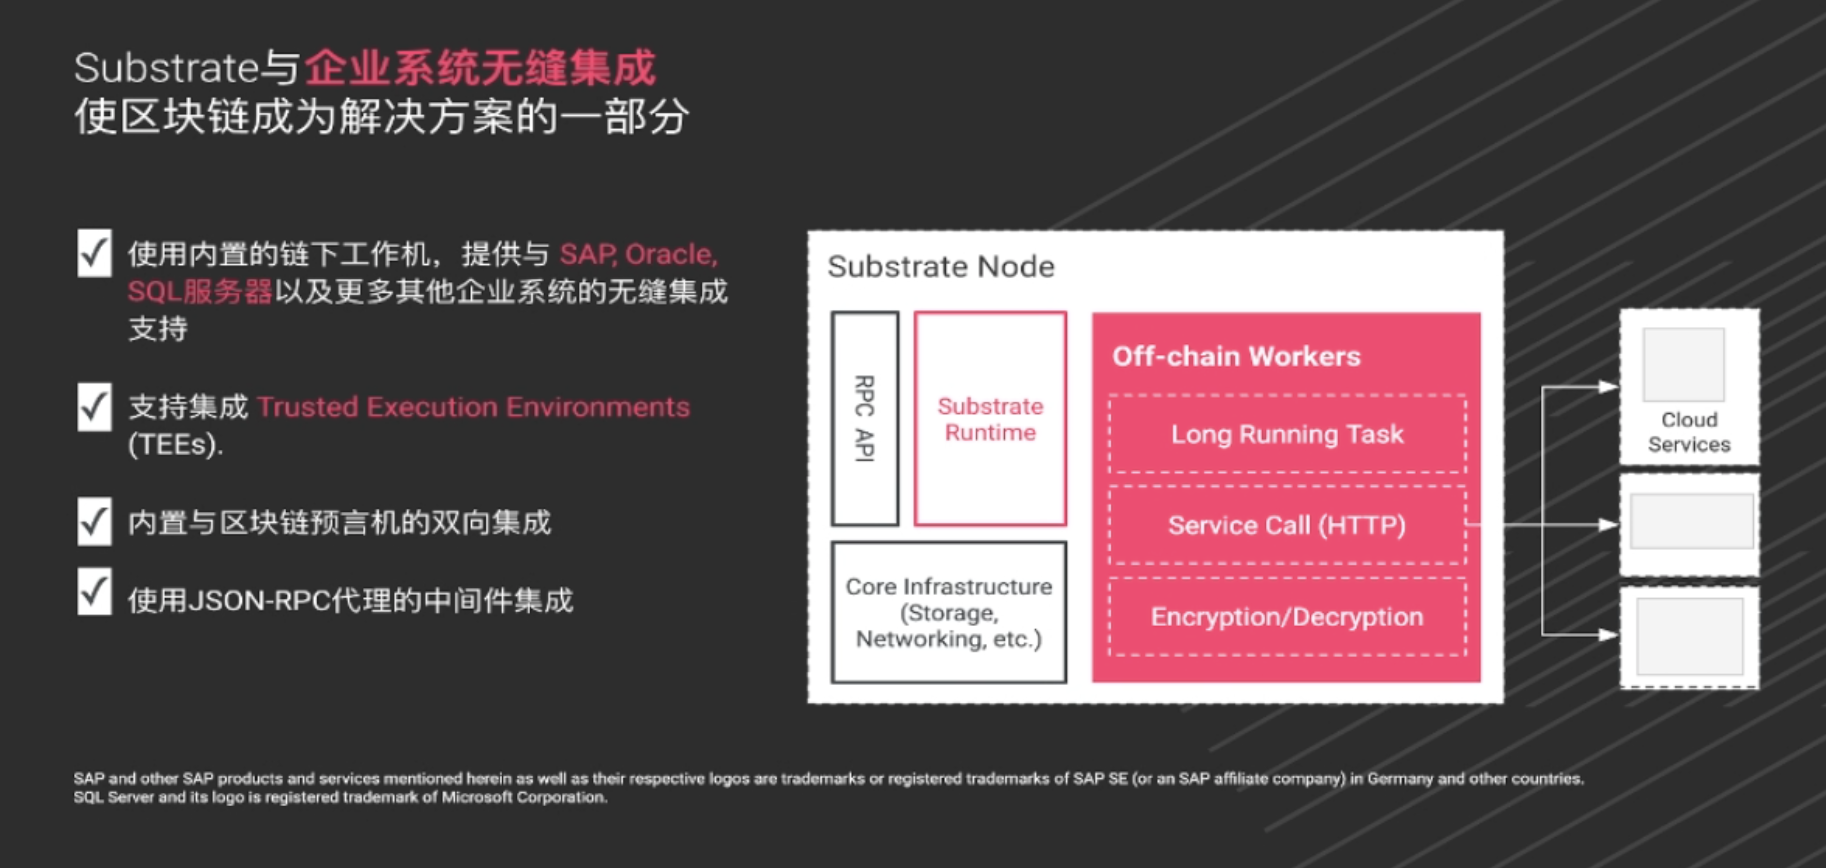 Substrate与企业系统无缝集成
使区块链成为解决方案的一部分
使用内置的链下工作机，提供与 SAP, Oracle,
SQL服务器以及更多其他企业系统的无缝集成
支持
支持集成 Trusted Execution Environments
(TEEs).
内置与区块链预言机的双向集成
使用JSON-RPC代理的中间件集成
Substrate Node
RPC API
Substrate
Runtime
Core Infrastructure
(Storage,
Networking, etc.)
Off-chain Workers
Long Running Task
Service Call (HTTP)
Encryption/Decryption
Cloud
Services
SAP and other SAP products and services mentioned herein as well as their respective logos are trademarks or registered trademarks of SAP SE (or an SAP affiliate company) in Germany and other countries.
SQL Server and its logo is registered trademark of Microsoft Corporation.